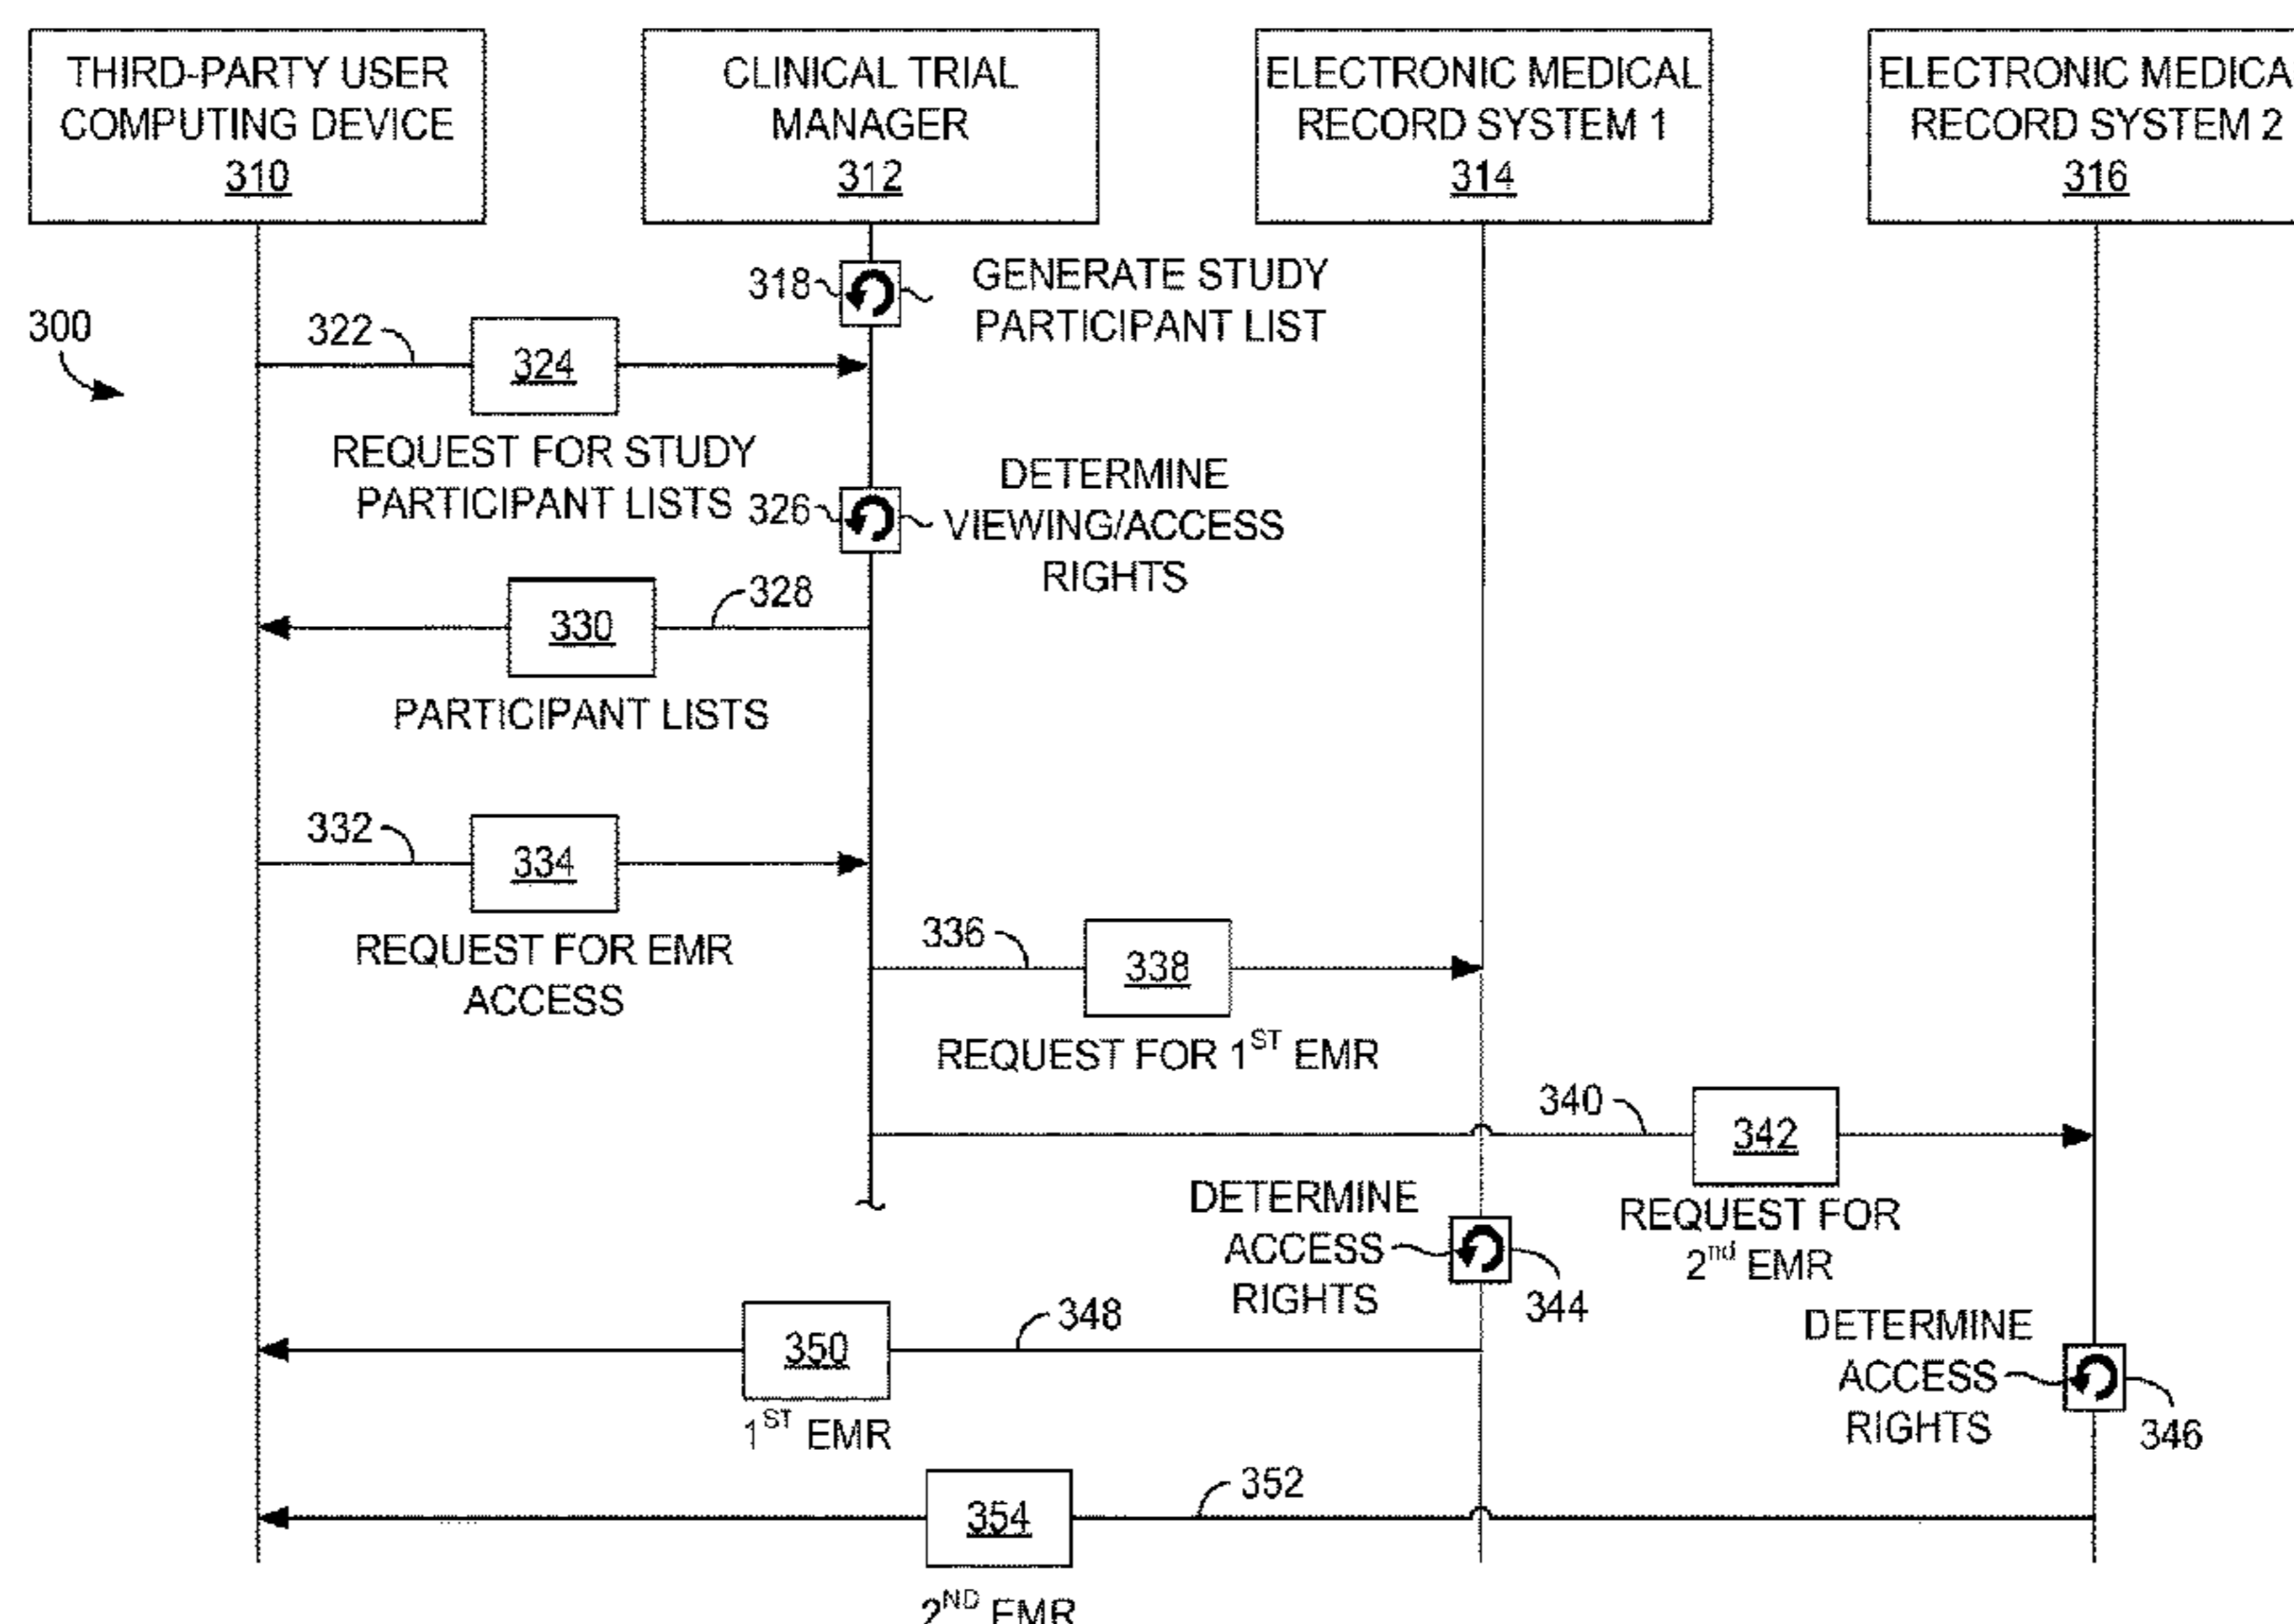 THIRD-PARTY USER
COMPUTING DEVICE
310
CLINICAL TRIAL
MANAGER
312
ELECTRONIC MEDICAL
RECORD SYSTEM 1
314
ELECTRONIC MEDICA
RECORD SYSTEM 2
316
318
GENERATE STUDY
PARTICIPANT LIST
300
322
324
REQUEST FOR STUDY
PARTICIPANT LISTS
326
DETERMINE
VIEWING/ACCESS
RIGHTS
328
330
PARTICIPANT LISTS
332
334
REQUEST FOR EMR
ACCESS
336
338
REQUEST FOR 1ST EMR
340
342
REQUEST FOR
2nd EMR
DETERMINE
ACCESS
RIGHTS
344
DETERMINE
ACCESS
RIGHTS
346
348
350
1ST EMR
352
354
2ND EMR